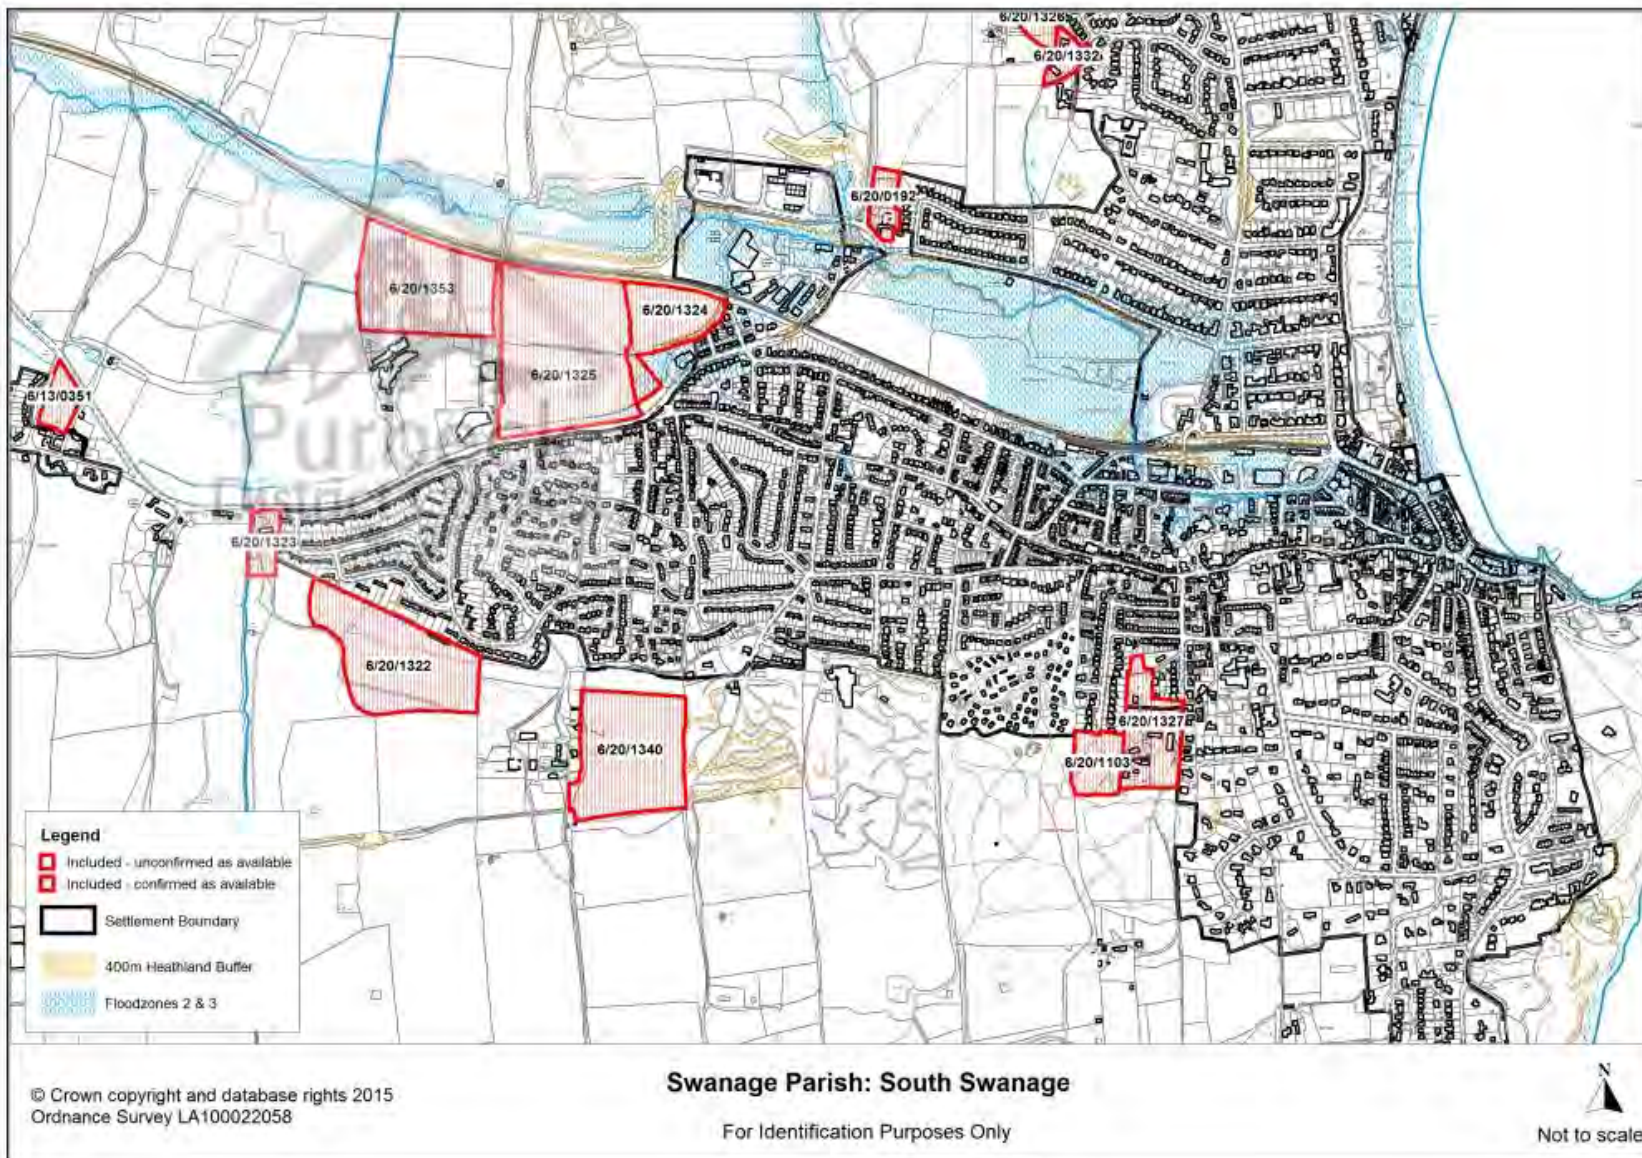 6/20/1326
6/20/1332
6/20/0192
6/20/1353
6/20/1324
6/20/1325
6/13/0351
6/20/1323
6/20/1322
6/20/1340
6/20/1327
6/20/1103
Purb
District
Legend
Included - unconfirmed as available
Included - confirmed as available
Settlement Boundary
400m Heathland Buffer
Floodzones 2 & 3
© Crown copyright and database rights 2015
Ordnance Survey LA100022058
Swanage Parish: South Swanage
For Identification Purposes Only
N
Not to scale